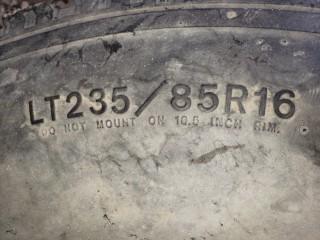 LT235/85R16
DO NOT MOUNT ON 16.5 INCH RIM.